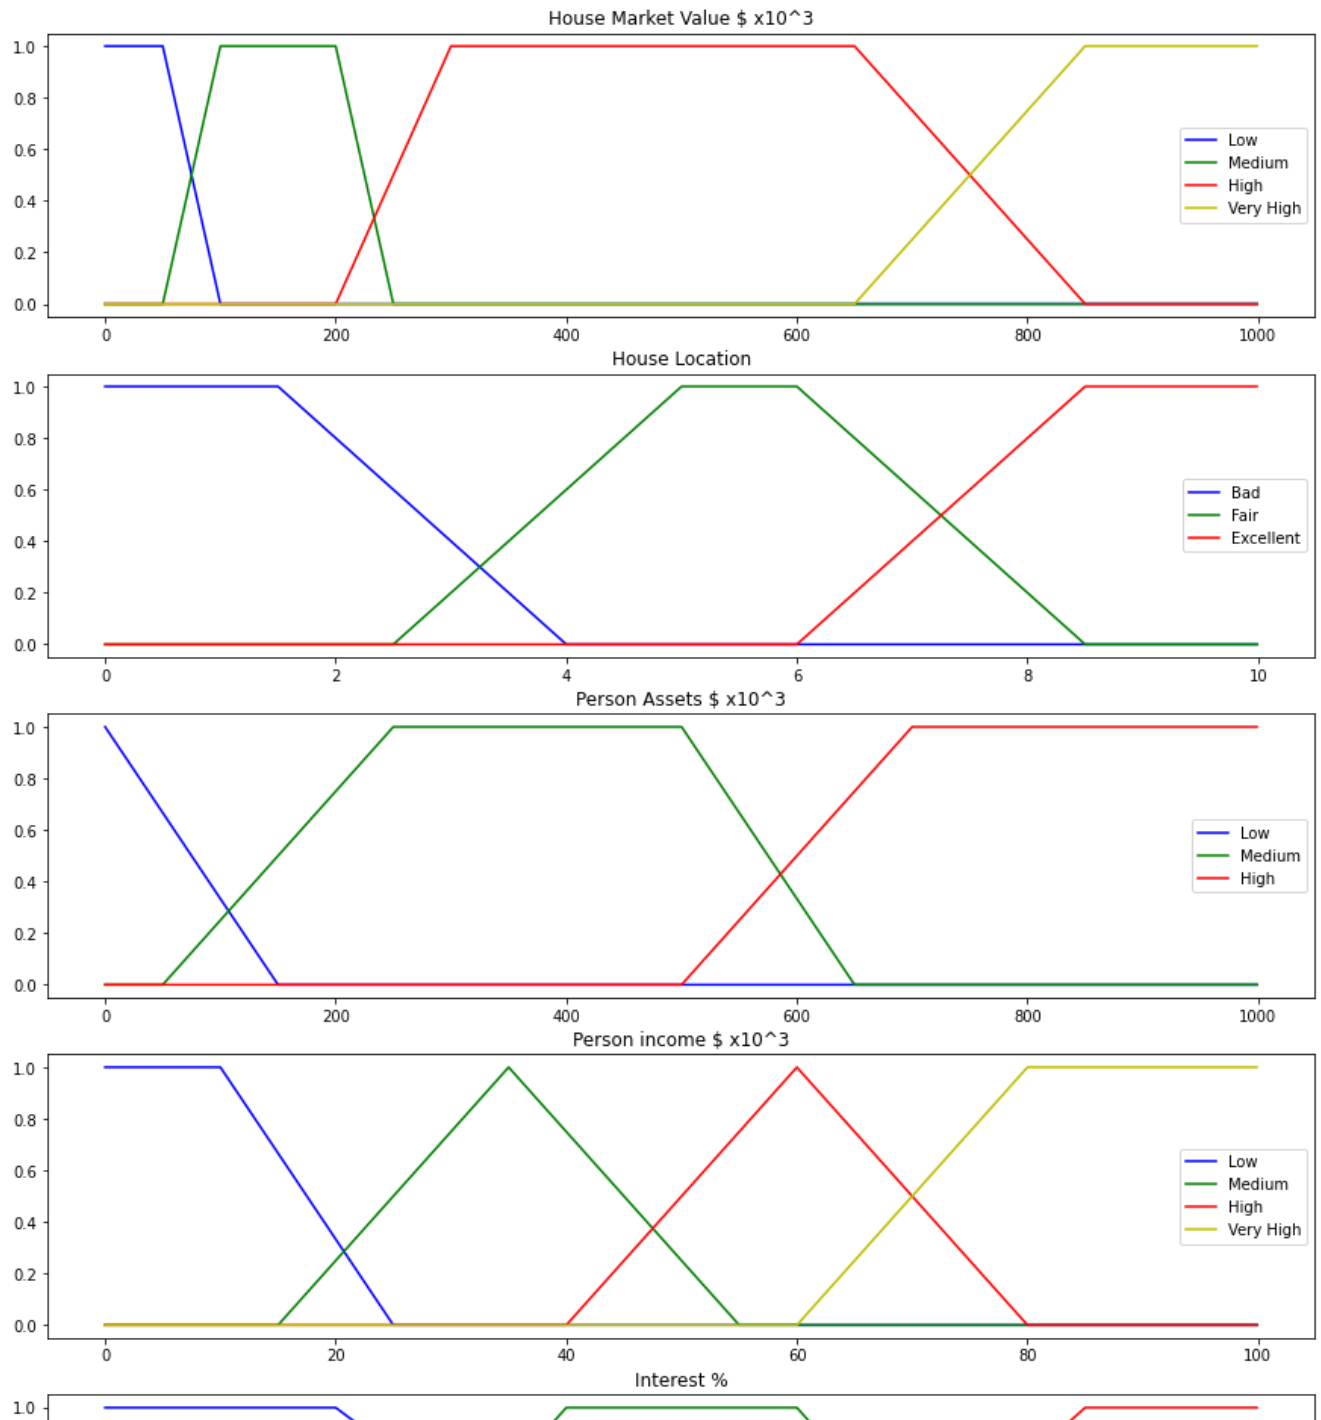 House Market Value $ x10^3
1.0
0.8
0.6
0.4
0.2
0.0
Low
Medium
High
Very High
0 200 400 600 800 1000
House Location
1.0
0.8
0.6
0.4
0.2
0.0
Bad
Fair
Excellent
0 2 4 6 8 10
Person Assets $ x10^3
1.0
0.8
0.6
0.4
0.2
0.0
Low
Medium
High
0 200 400 600 800 1000
Person income $ x10^3
1.0
0.8
0.6
0.4
0.2
0.0
Low
Medium
High
Very High
0 20 40 60 80 100
Interest %
1.0